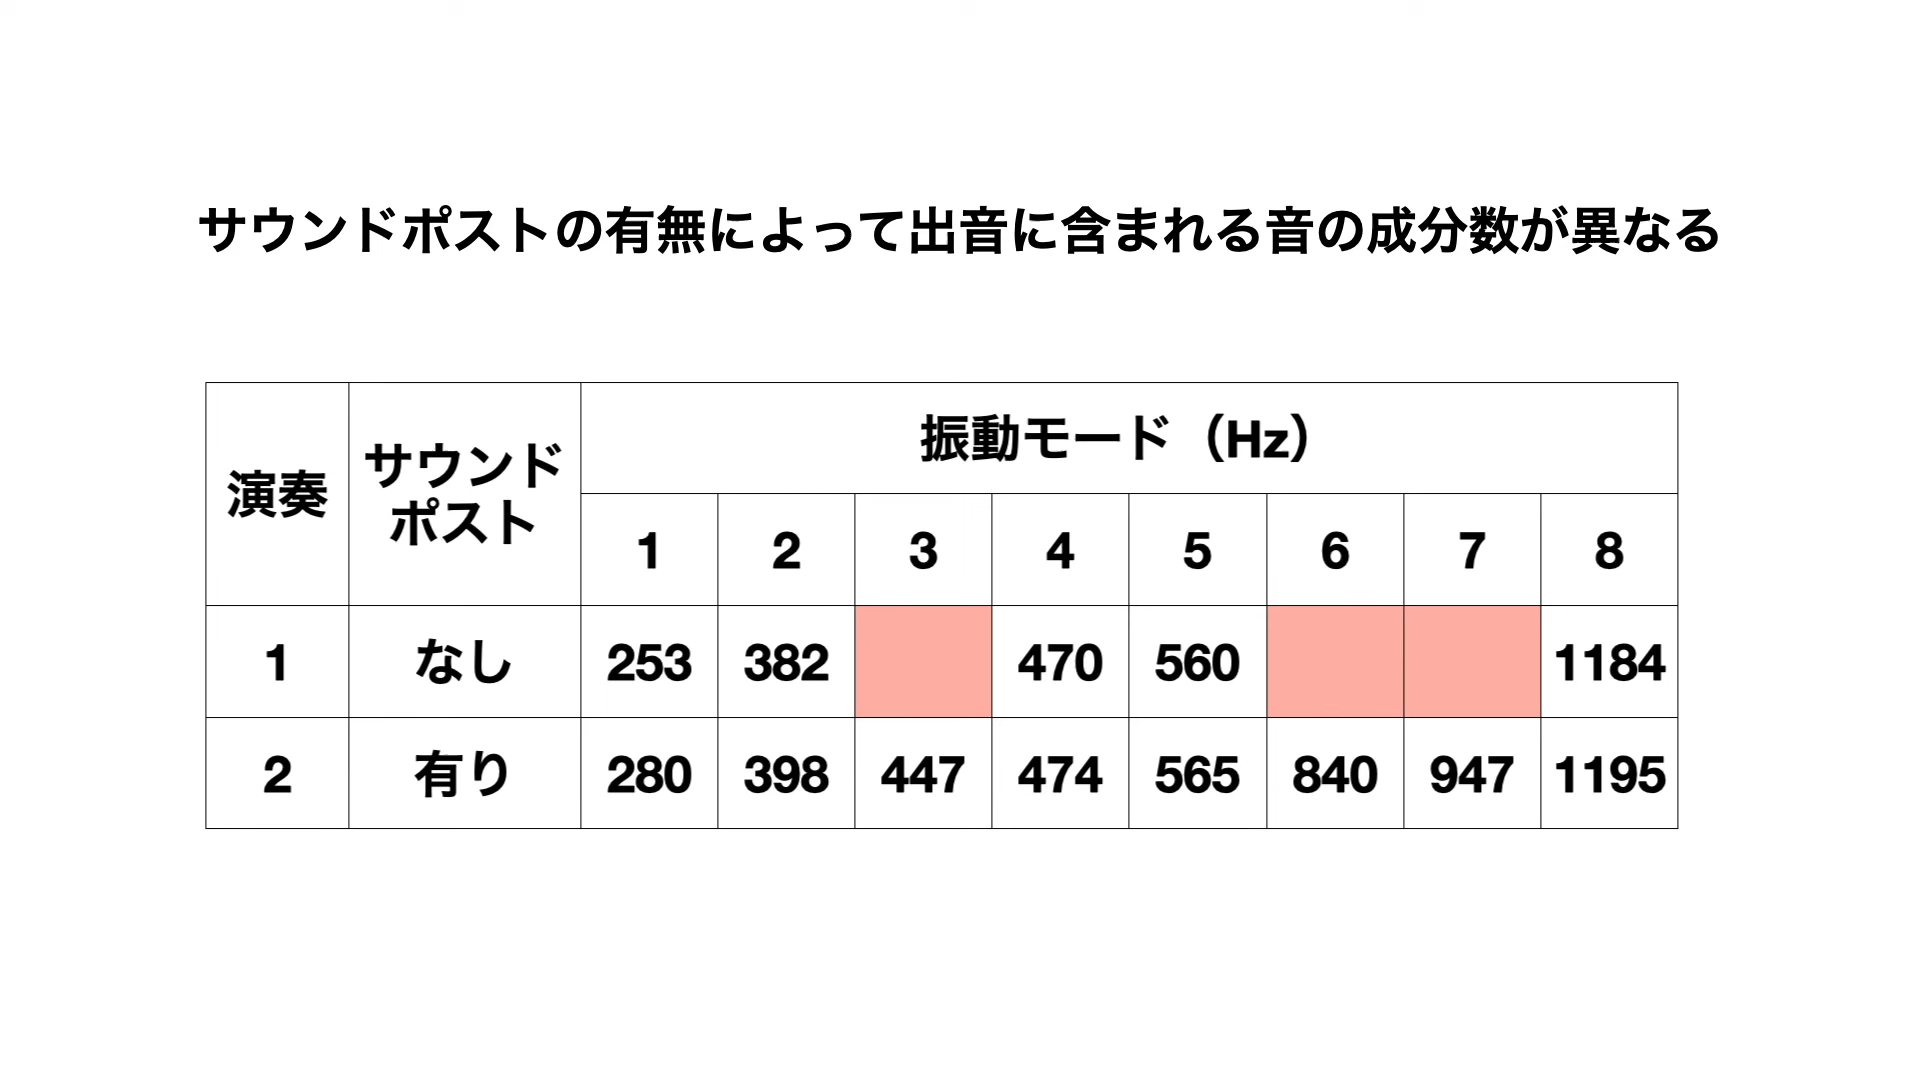 サウンドポストの有無によって出音に含まれる音の成分数が異なる
演奏 サウンド
ポスト 振動モード（Hz）
1 2 3 4 5 6 7 8
1 なし 253 382 470 560 1184
2 有り 280 398 447 474 565 840 947 1195